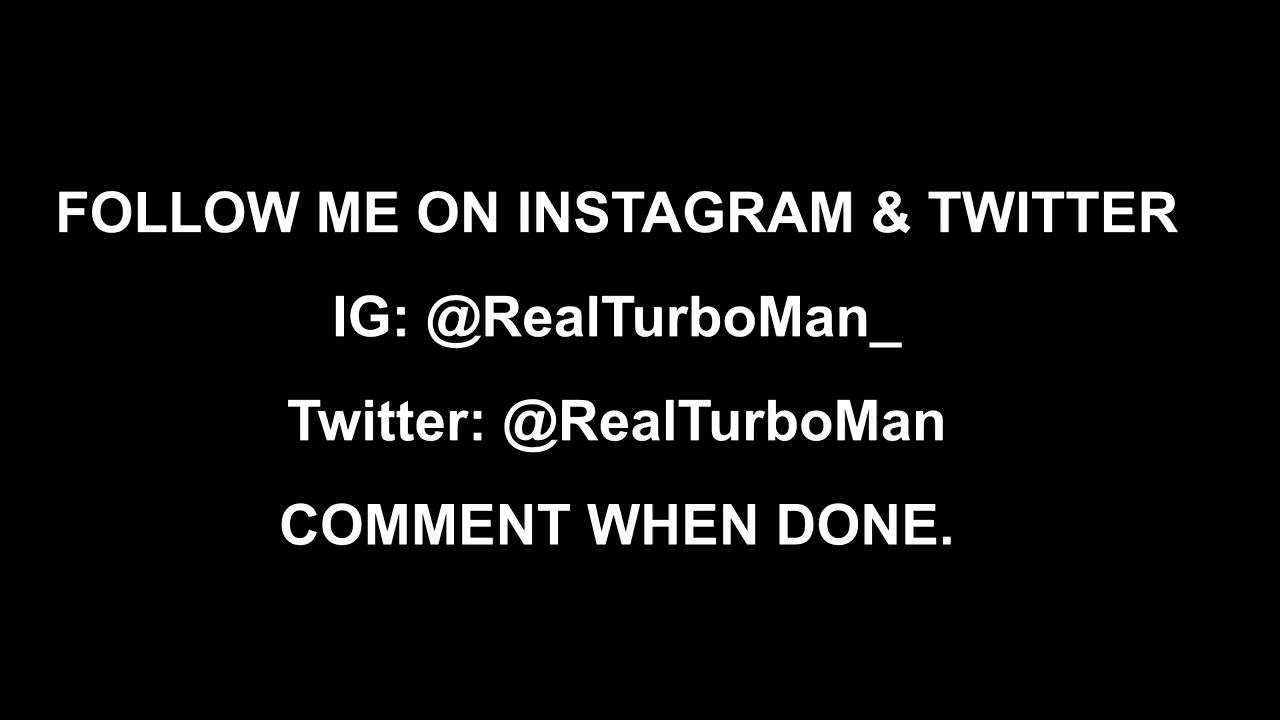 FOLLOW ME ON INSTAGRAM & TWITTER
IG: @RealTurboMan_
Twitter: @RealTurboMan
COMMENT WHEN DONE.